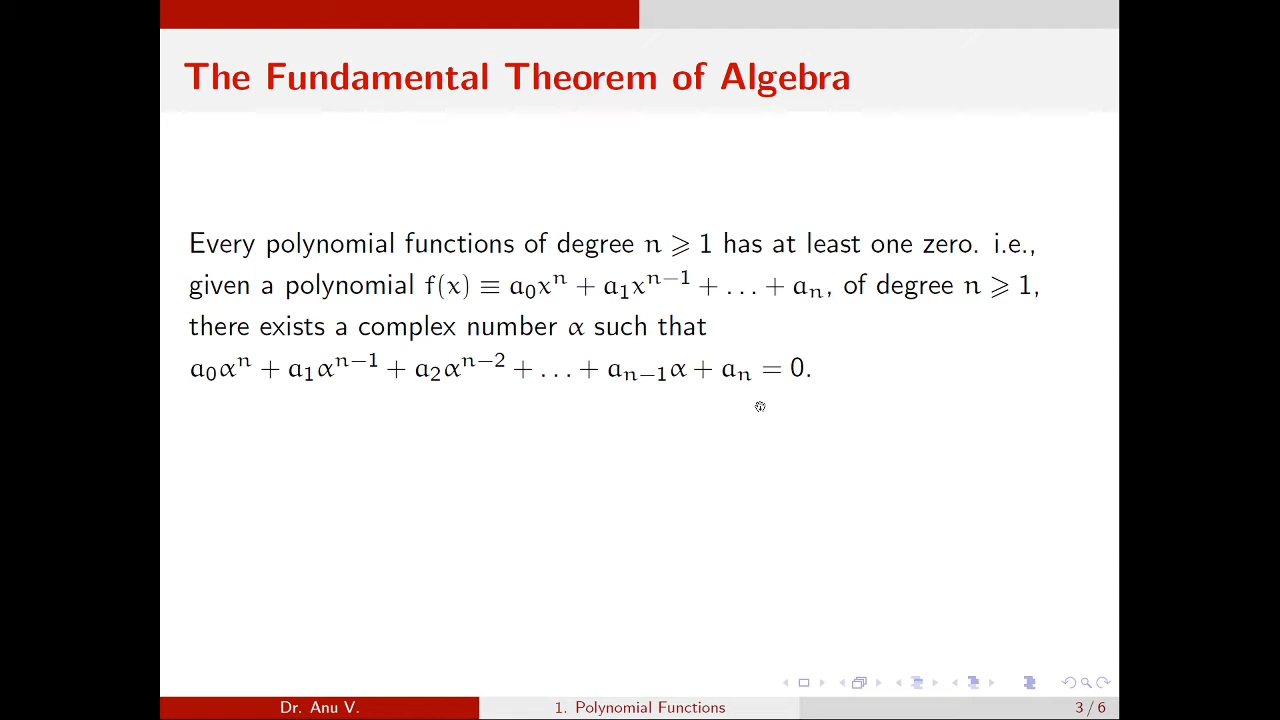 The Fundamental Theorem of Algebra
Every polynomial functions of degree n ⩾ 1 has at least one zero. i.e.,
given a polynomial f(x) ≡ a₀xⁿ + a₁xⁿ⁻¹ + … + aₙ, of degree n ⩾ 1,
there exists a complex number α such that
a₀αⁿ + a₁αⁿ⁻¹ + a₂αⁿ⁻² + … + aₙ₋₁α + aₙ = 0.
Dr. Anu V. 1. Polynomial Functions 3 / 6